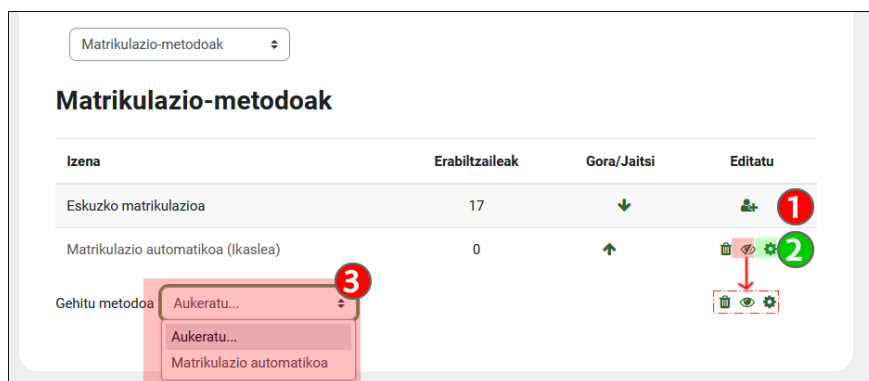 Matrikulazio-metodoak
Matrikulazio-metodoak
Izena Erabiltzaileak Gora/Jaitsi Editatu
Eskuzko matrikulazioa 17 1
Matrikulazio automatikoa (Ikaslea) 0 2
3
Gehitu metodoa Aukeratu...
Aukeratu...
Matrikulazio automatikoa